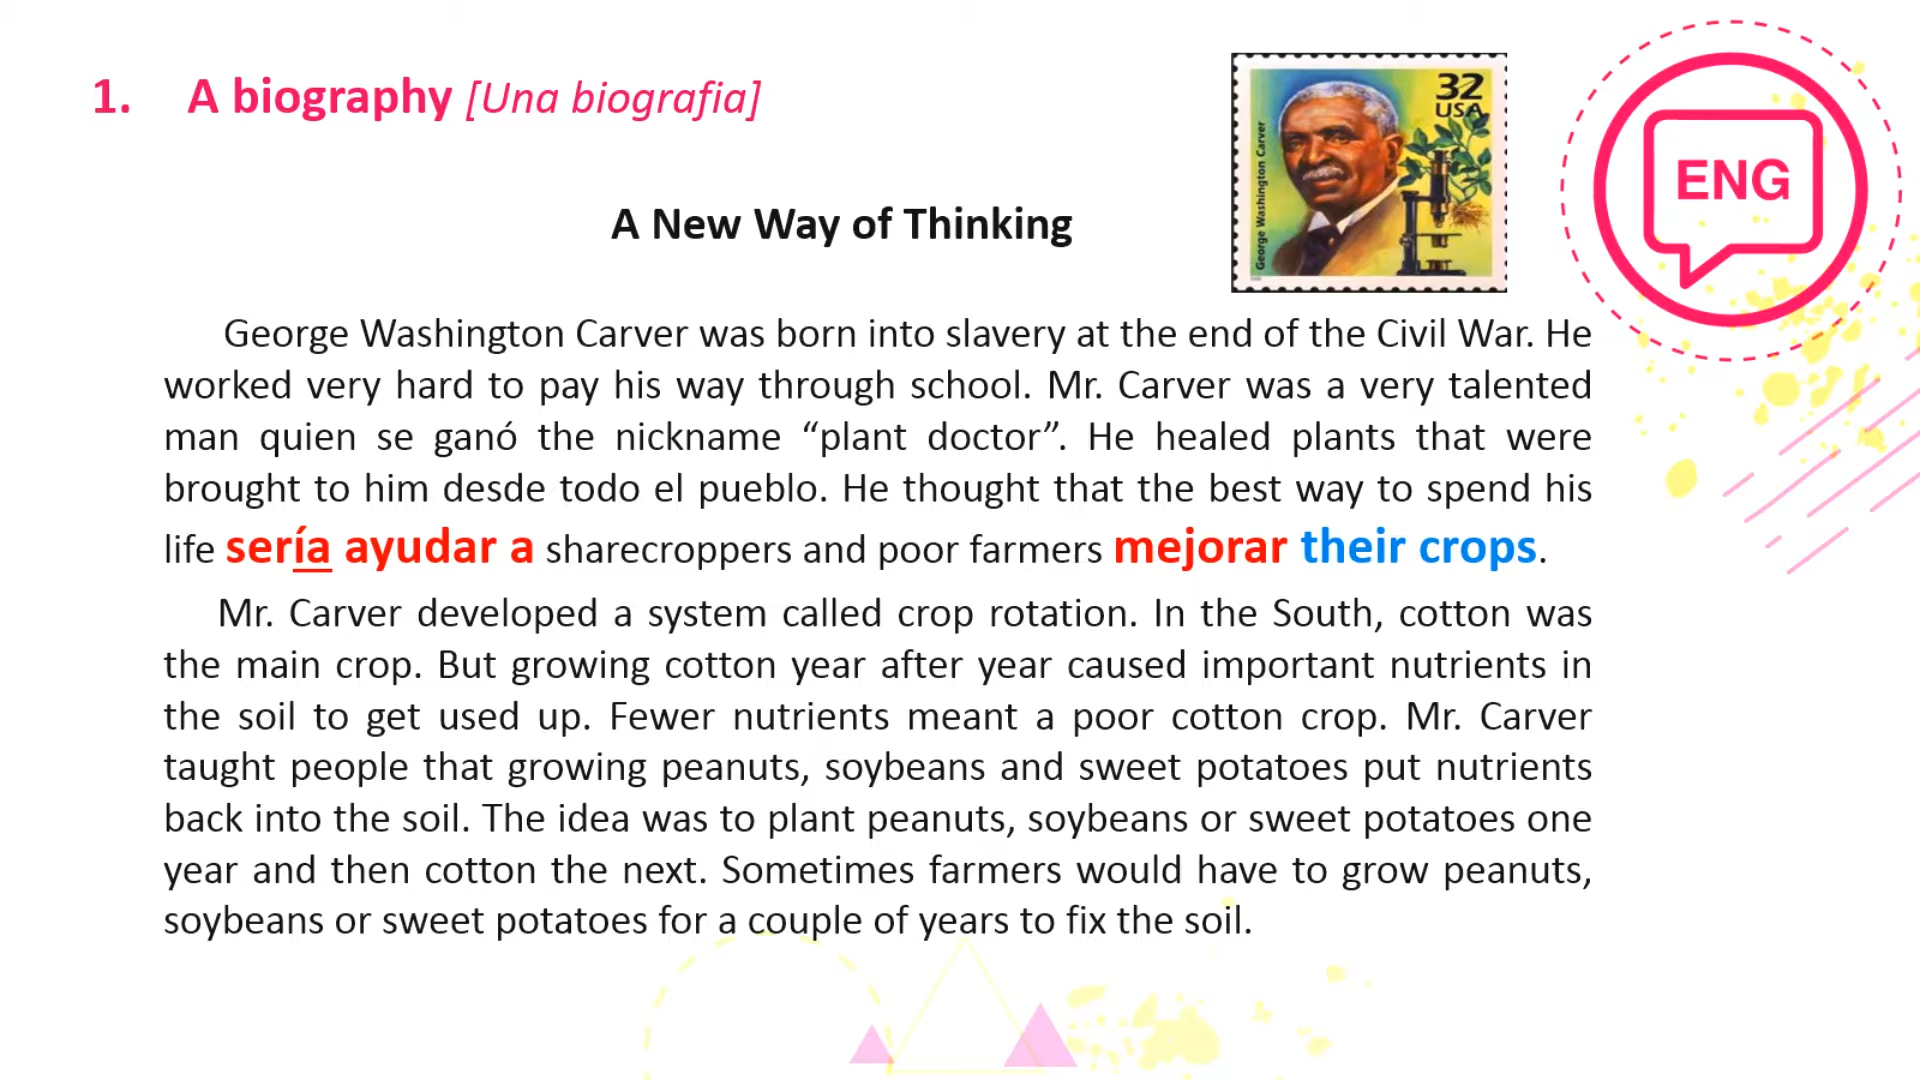 1. A biography [Una biografia]
32
USA
George Washington Carver
ENG
A New Way of Thinking
George Washington Carver was born into slavery at the end of the Civil War. He
worked very hard to pay his way through school. Mr. Carver was a very talented
man quien se ganó the nickname “plant doctor”. He healed plants that were
brought to him desde todo el pueblo. He thought that the best way to spend his
life sería ayudar a sharecroppers and poor farmers mejorar their crops.
Mr. Carver developed a system called crop rotation. In the South, cotton was
the main crop. But growing cotton year after year caused important nutrients in
the soil to get used up. Fewer nutrients meant a poor cotton crop. Mr. Carver
taught people that growing peanuts, soybeans and sweet potatoes put nutrients
back into the soil. The idea was to plant peanuts, soybeans or sweet potatoes one
year and then cotton the next. Sometimes farmers would have to grow peanuts,
soybeans or sweet potatoes for a couple of years to fix the soil.